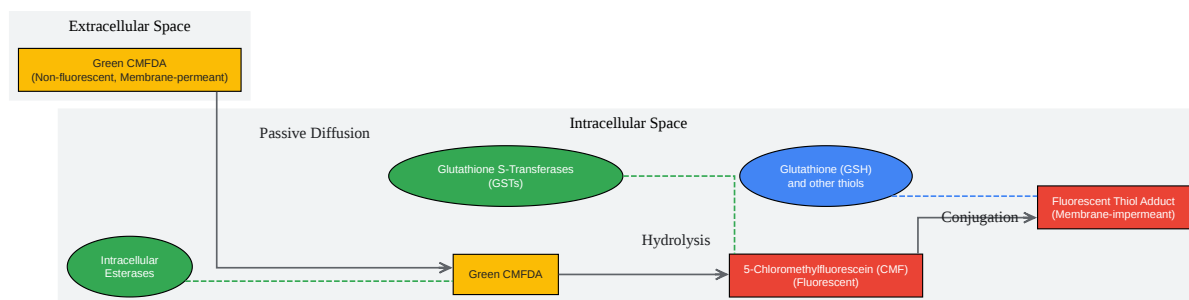 Extracellular Space
Green CMFDA
(Non-fluorescent, Membrane-permeant)
Intracellular Space
Passive Diffusion
Glutathione S-Transferases
(GSTs)
Glutathione (GSH)
and other thiols
Fluorescent Thiol Adduct
(Membrane-impermeant)
Conjugation
Hydrolysis
Intracellular
Esterases
Green CMFDA
5-Chloromethylfluorescein (CMF)
(Fluorescent)